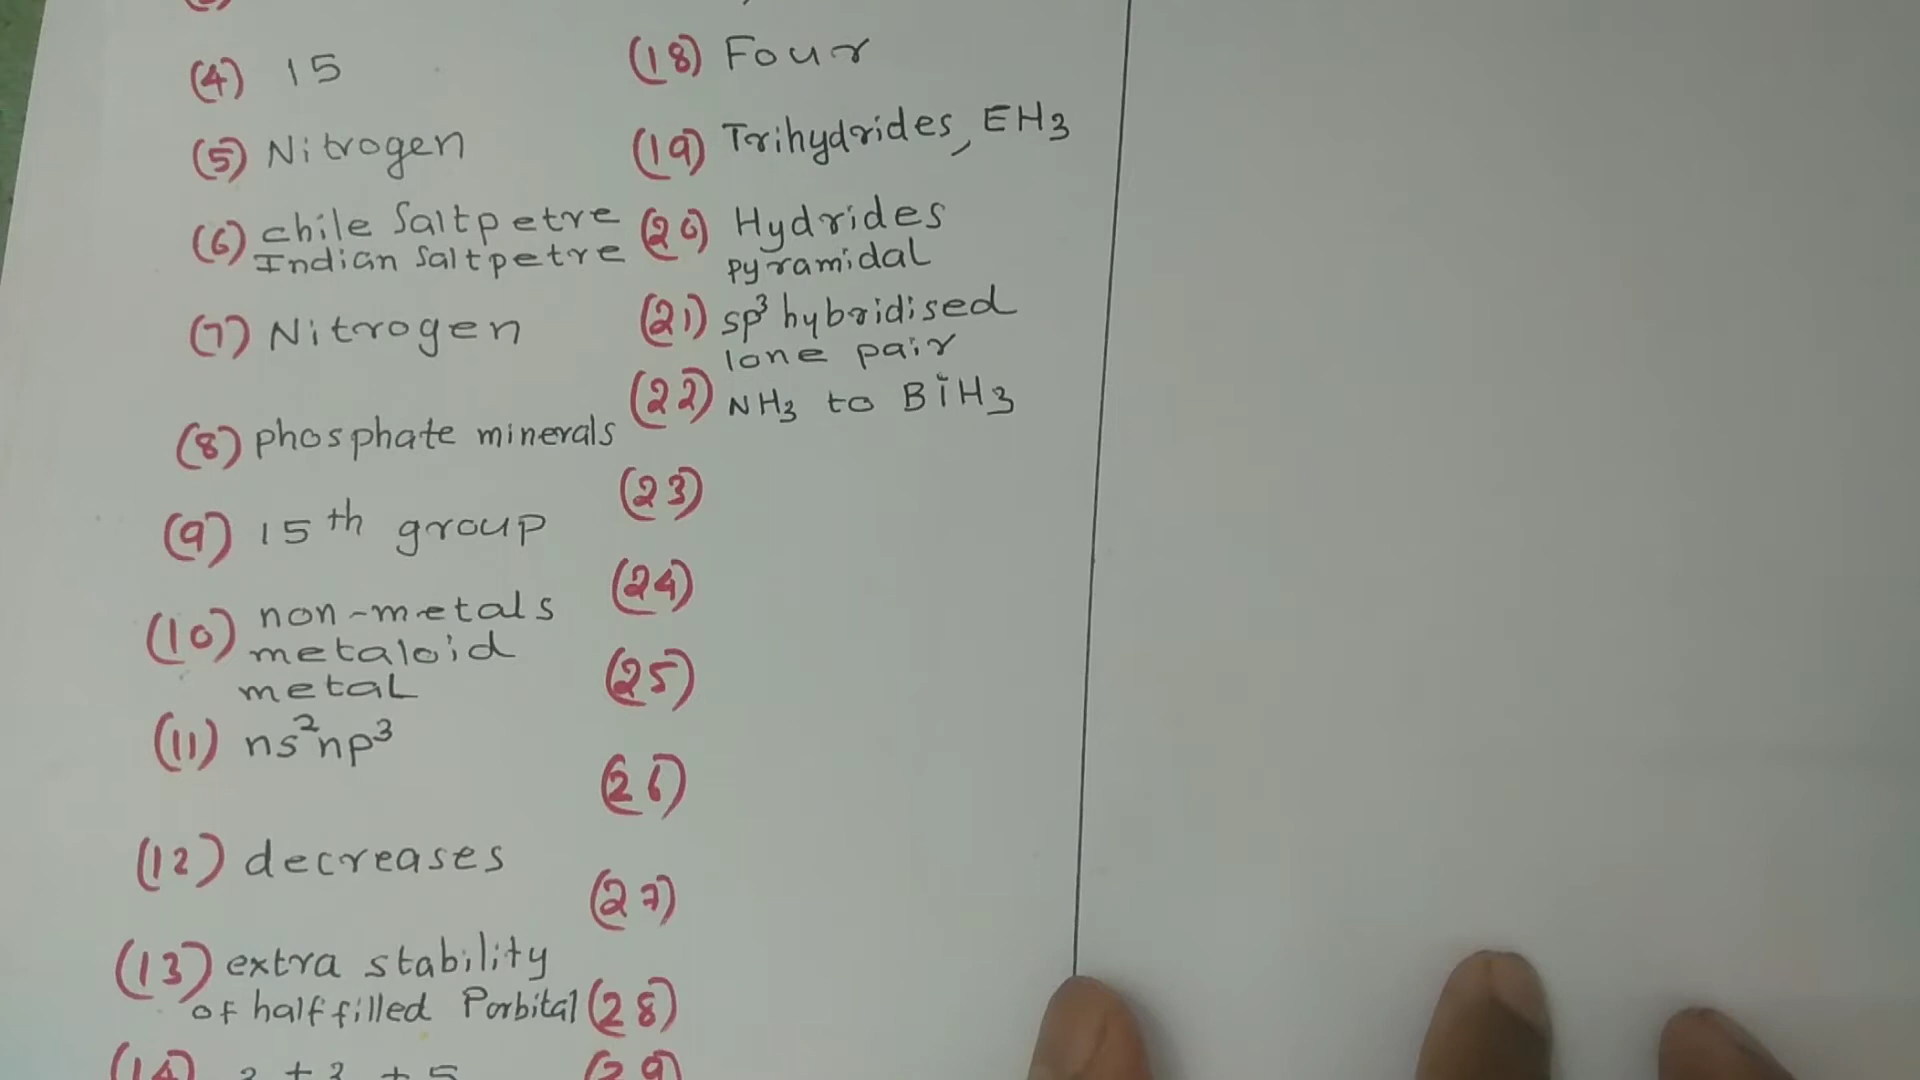 (4) 15
(5) Nitrogen
(6) chile Saltpetre
Indian Saltpetre
(7) Nitrogen
(8) phosphate minerals
(9) 15th group
(10) non-metals
metaloid
metal
(11) ns²np³
(12) decreases
(13) extra stability
of half filled Porbital
(14)
(18) Four
(19) Trihydrides, EH3
(20) Hydrides
pyramidal
(21) sp³ hybridised
lone pair
(22) NH3 to BiH3
(23)
(24)
(25)
(26)
(27)
(28)
(29)